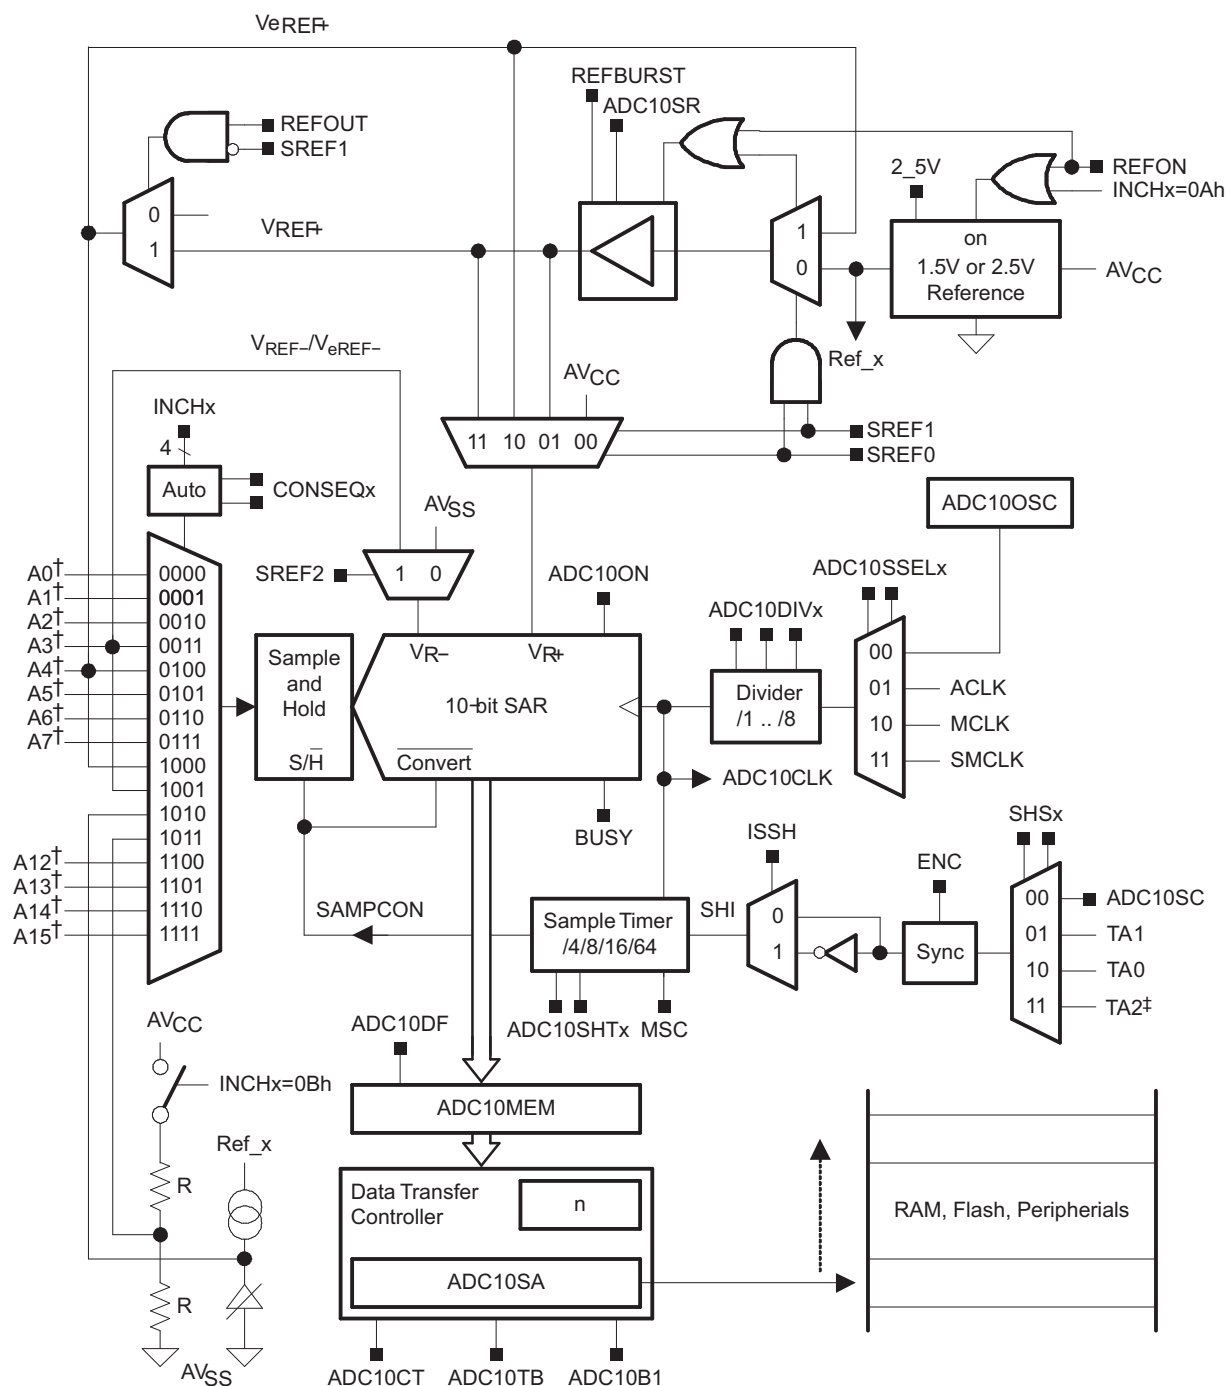 VeREF+
REFBURST
ADC10SR
REFOUT
SREF1
2_5V
REFON
INCHx=0Ah
0
1
VREF+
1
0
on
1.5V or 2.5V
Reference
AVCC
Ref_x
VREF−/VeREF−
AVCC
INCHx
4
11 10 01 00
SREF1
SREF0
Auto
CONSEQx
AVSS
ADC10OSC
SREF2
1 0
ADC10ON
ADC10SSELx
ADC10DIVx
A0†
A1†
A2†
A3†
A4†
A5†
A6†
A7†
A12†
A13†
A14†
A15†
0000
0001
0010
0011
0100
0101
0110
0111
1000
1001
1010
1011
1100
1101
1110
1111
Sample
and
Hold
S/H
VR−
VR+
10−bit SAR
Convert
Divider
/1 .. /8
00
01
10
11
ACLK
MCLK
SMCLK
ADC10CLK
BUSY
ISSH
ENC
SHSx
SAMPCON
Sample Timer
/4/8/16/64
SHI
0
1
Sync
00
01
10
11
ADC10SC
TA1
TA0
TA2‡
ADC10SHTx
MSC
AVCC
ADC10DF
INCHx=0Bh
ADC10MEM
Ref_x
R
Data Transfer
Controller
n
RAM, Flash, Peripherials
ADC10SA
R
AVSS
ADC10CT
ADC10TB
ADC10B1